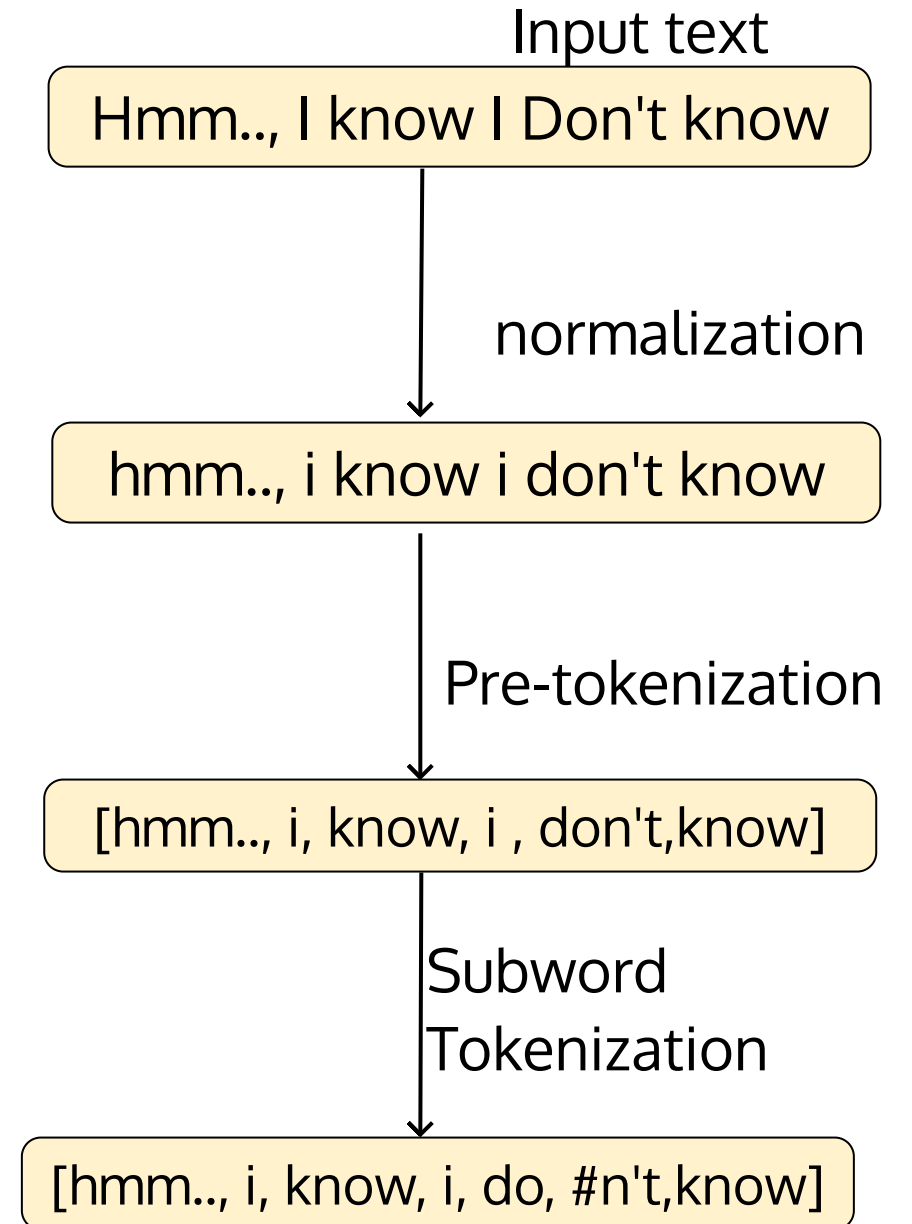 Input text
Hmm.., I know I Don't know
normalization
hmm.., i know i don't know
Pre-tokenization
[hmm.., i, know, i , don't,know]
Subword
Tokenization
[hmm.., i, know, i, do, #n't,know]